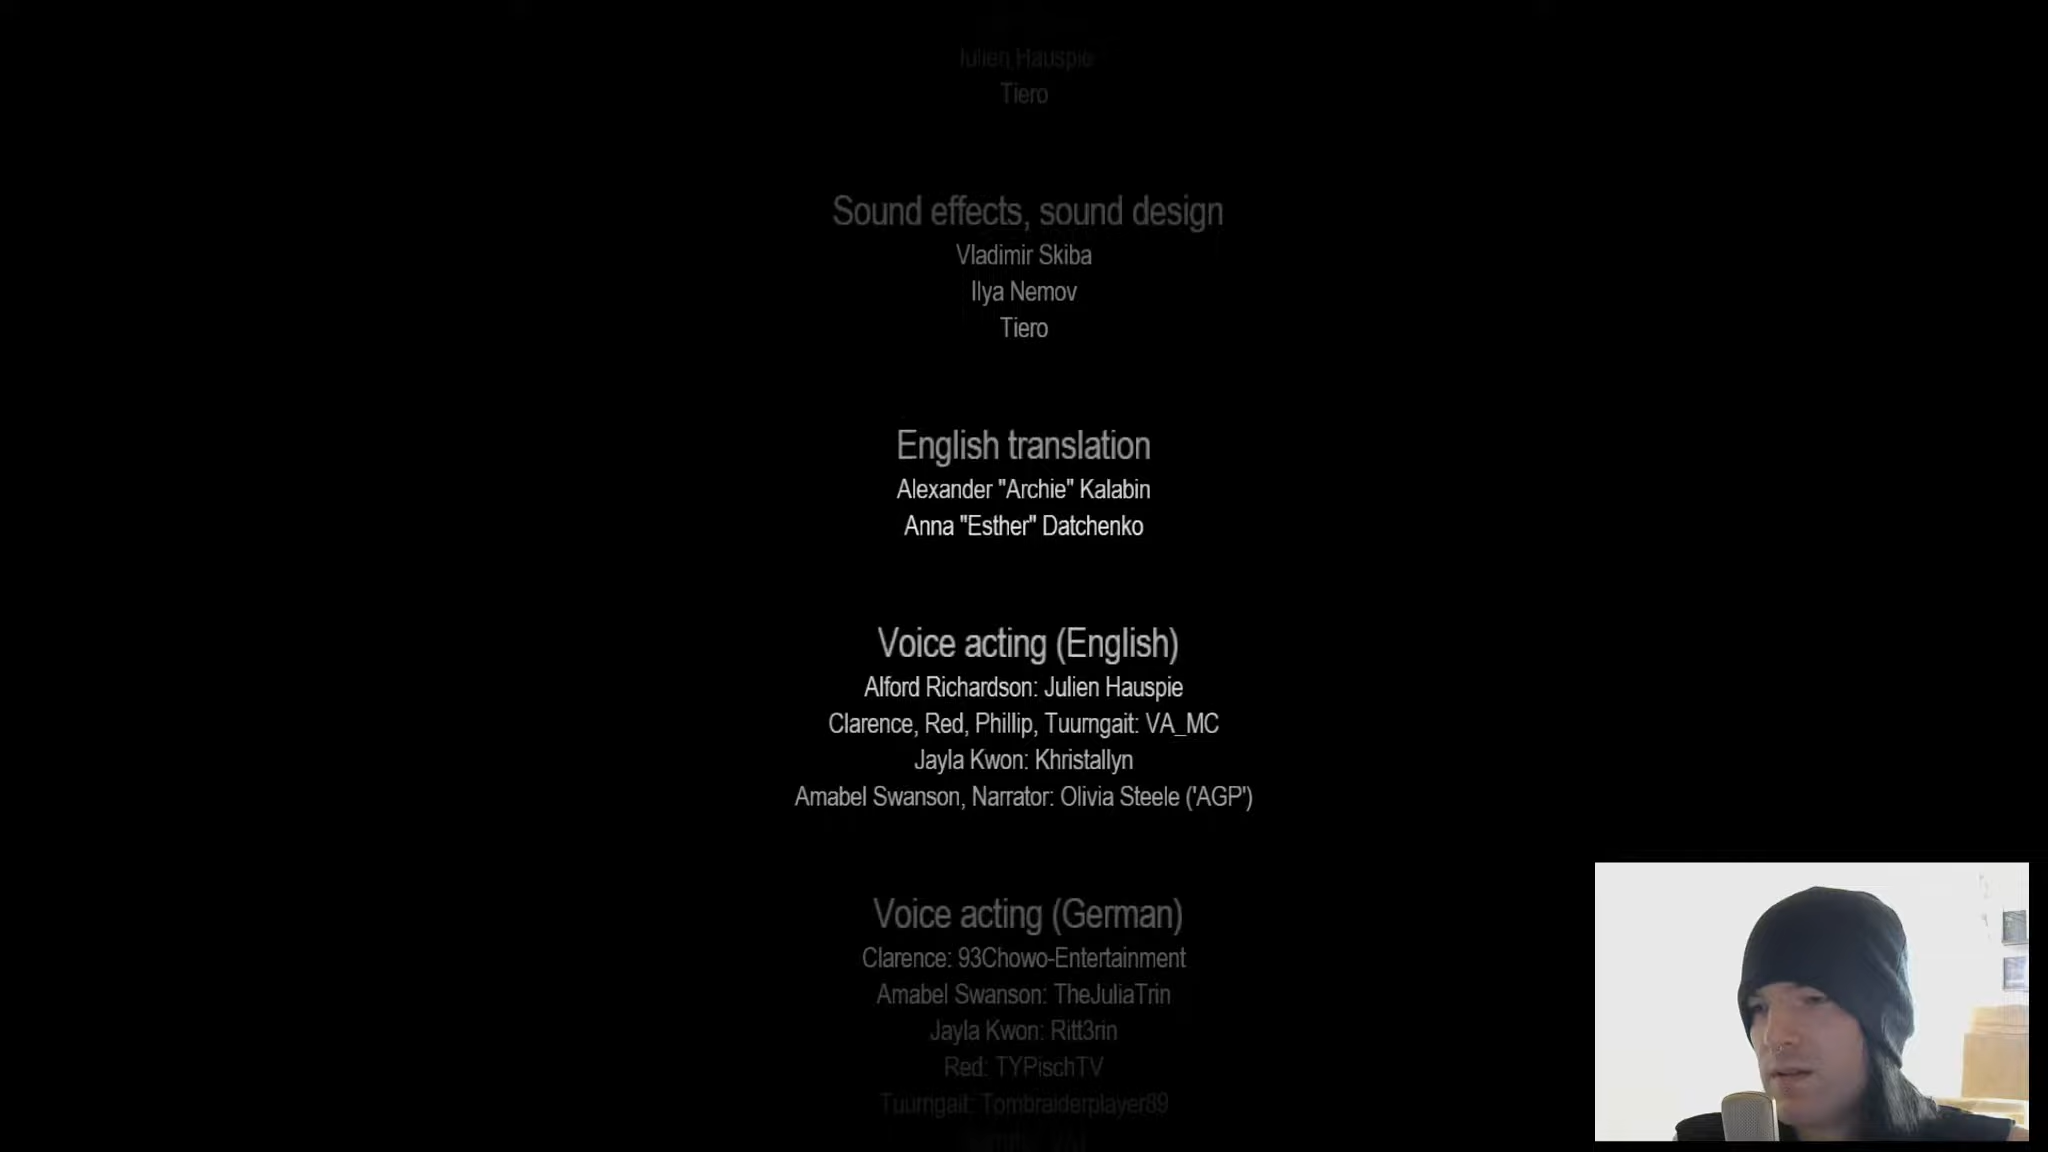 Julien Hauspie
Tiero
Sound effects, sound design
Vladimir Skiba
Ilya Nemov
Tiero
English translation
Alexander "Archie" Kalabin
Anna "Esther" Datchenko
Voice acting (English)
Alford Richardson: Julien Hauspie
Clarence, Red, Phillip, Tuurngait: VA_MC
Jayla Kwon: Khristallyn
Amabel Swanson, Narrator: Olivia Steele ('AGP')
Voice acting (German)
Clarence: 93Chowo-Entertainment
Amabel Swanson: TheJuliaTrin
Jayla Kwon: Ritt3rin
Red: TYPischTV
Tuurngait: Tombraiderplayer89